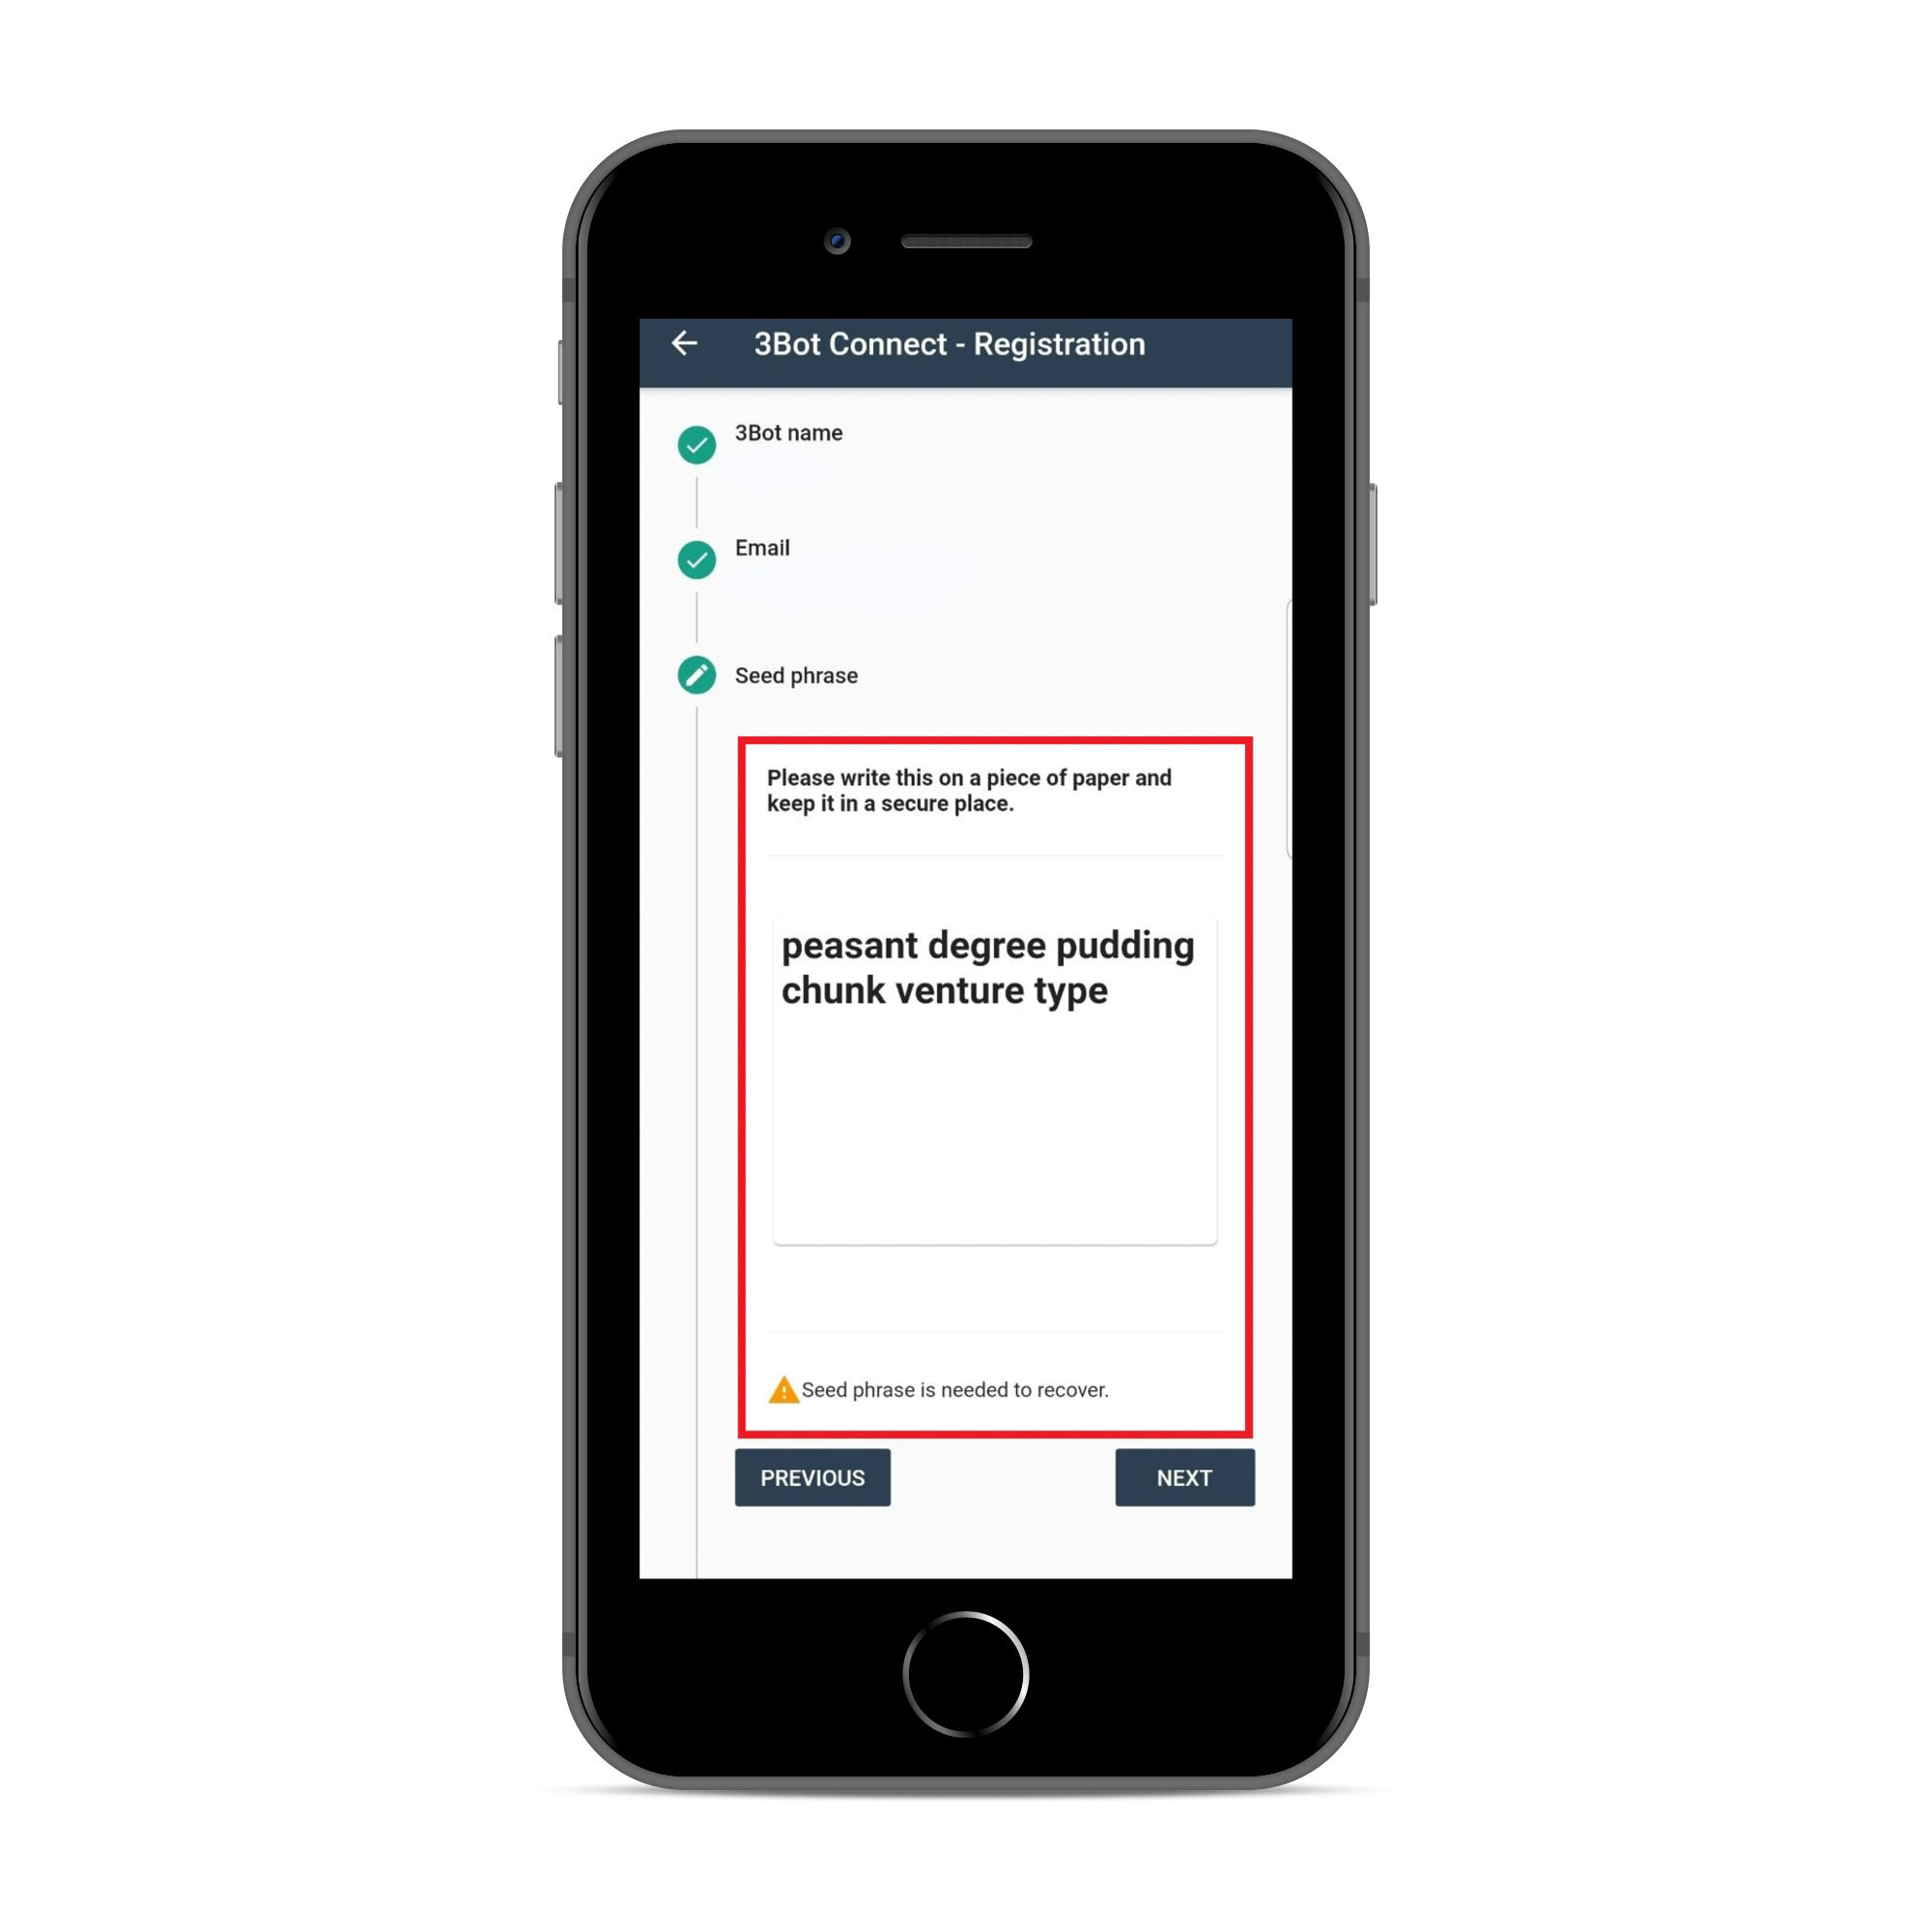 3Bot Connect - Registration
3Bot name
Email
Seed phrase
Please write this on a piece of paper and
keep it in a secure place.
peasant degree pudding
chunk venture type
Seed phrase is needed to recover.
PREVIOUS
NEXT